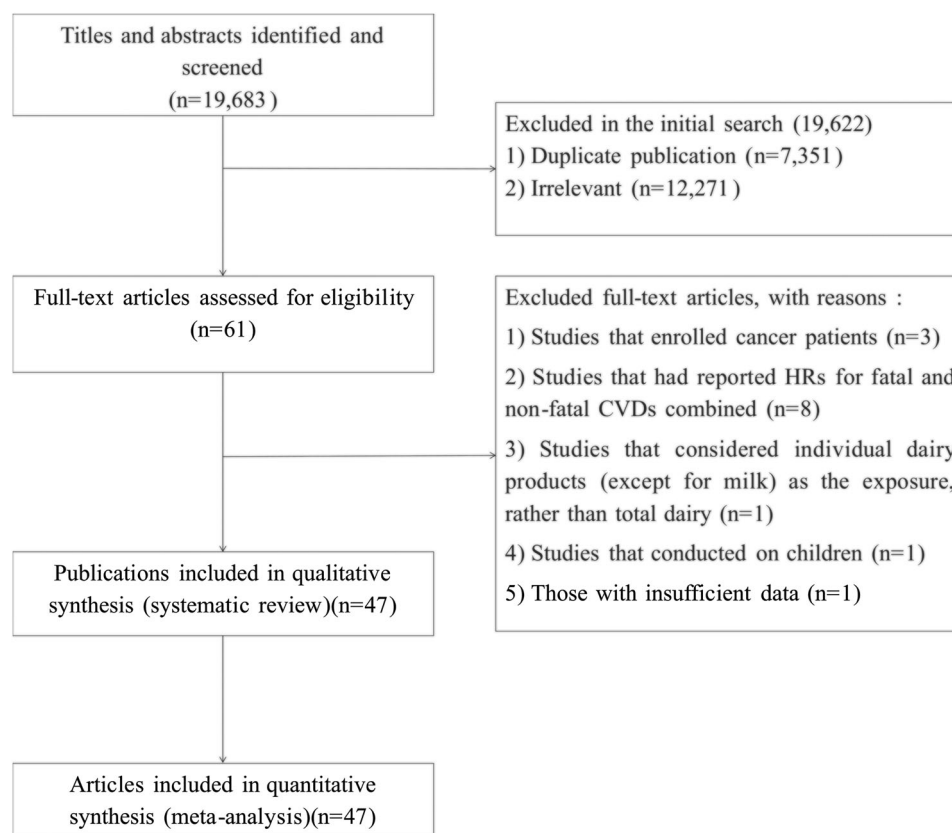 Titles and abstracts identified and
screened
(n=19,683 )
Excluded in the initial search (19,622)
1) Duplicate publication (n=7,351)
2) Irrelevant (n=12,271)
Full-text articles assessed for eligibility
(n=61)
Excluded full-text articles, with reasons :
1) Studies that enrolled cancer patients (n=3)
2) Studies that had reported HRs for fatal and
non-fatal CVDs combined (n=8)
3) Studies that considered individual dairy
products (except for milk) as the exposure,
rather than total dairy (n=1)
4) Studies that conducted on children (n=1)
5) Those with insufficient data (n=1)
Publications included in qualitative
synthesis (systematic review)(n=47)
Articles included in quantitative
synthesis (meta-analysis)(n=47)